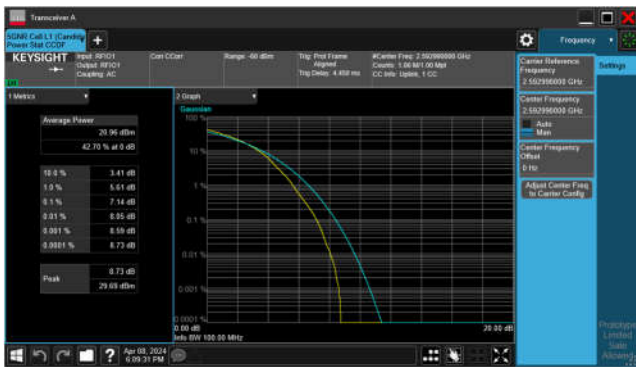 Transceiver A
5GNR Cell L1 (Candid
Power Stat CCDF
Frequency
KEYSIGHT
Input: RFIO1
Output: RFIO1
Coupling: AC
Corr CCorr
Range: -68 dBm
Trig: Prot Frame
Aligned
Trig Delay: 4.458 ms
#Center Freq: 2.592990000 GHz
Counts: 1.00 M/1.00 Mpt
CC Info: Uplink, 1 CC
Carrier Reference
Frequency
2.592990000 GHz
Settings
1 Metrics
2 Graph
Gaussian
Center Frequency
2.592990000 GHz
Auto
Man
Center Frequency
Offset
0 Hz
Adjust Center Freq
to Carrier Config
Average Power
20.96 dBm
42.70 % at 0 dB
10.0 % 3.41 dB
1.0 % 5.61 dB
0.1 % 7.14 dB
0.01 % 8.05 dB
0.001 % 8.59 dB
0.0001 % 8.73 dB
Peak
8.73 dB
29.69 dBm
100 %
10 %
1 %
0.1 %
0.01 %
0.001 %
0.0001 %
0.00 dB
20.00 dB
Info BW 100.00 MHz
Apr 08, 2024
6:09:31 PM
Prototype
Limited
Sale
Allowed